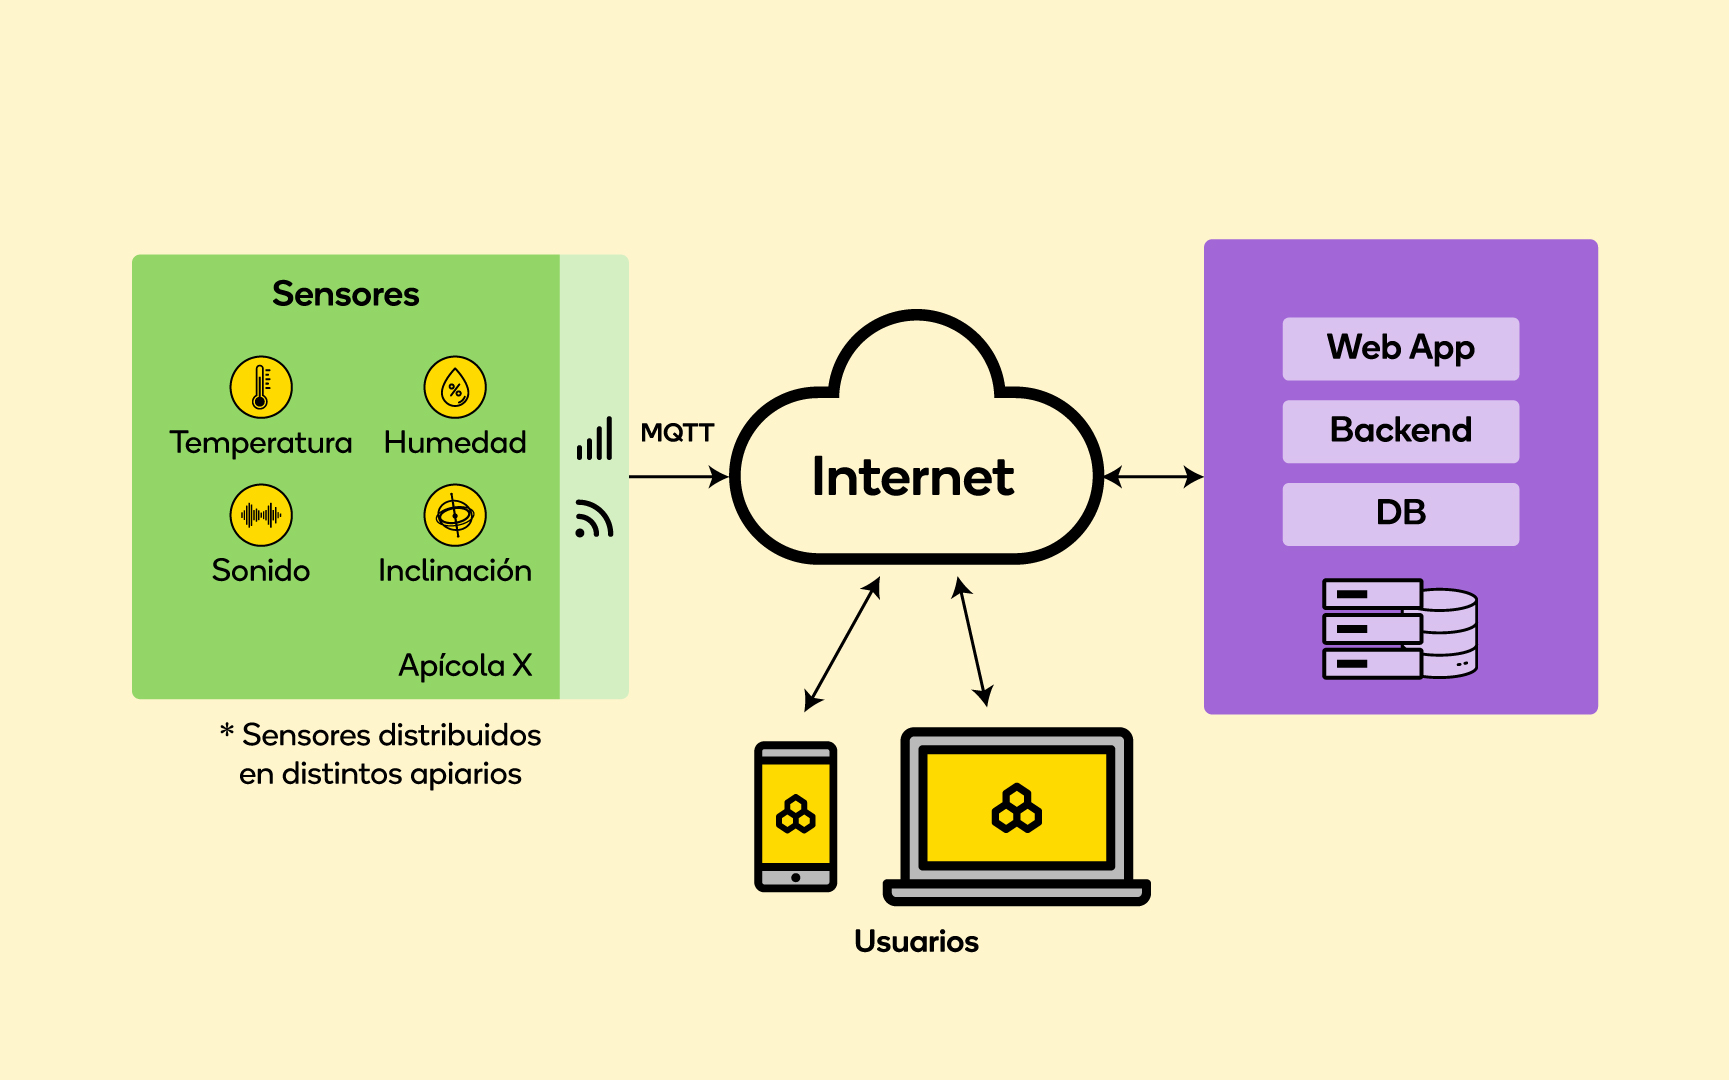 Sensores
Temperatura
Humedad
%
Sonido
Inclinación
Apícola X
* Sensores distribuidos
en distintos apiarios
MQTT
Internet
Usuarios
Web App
Backend
DB